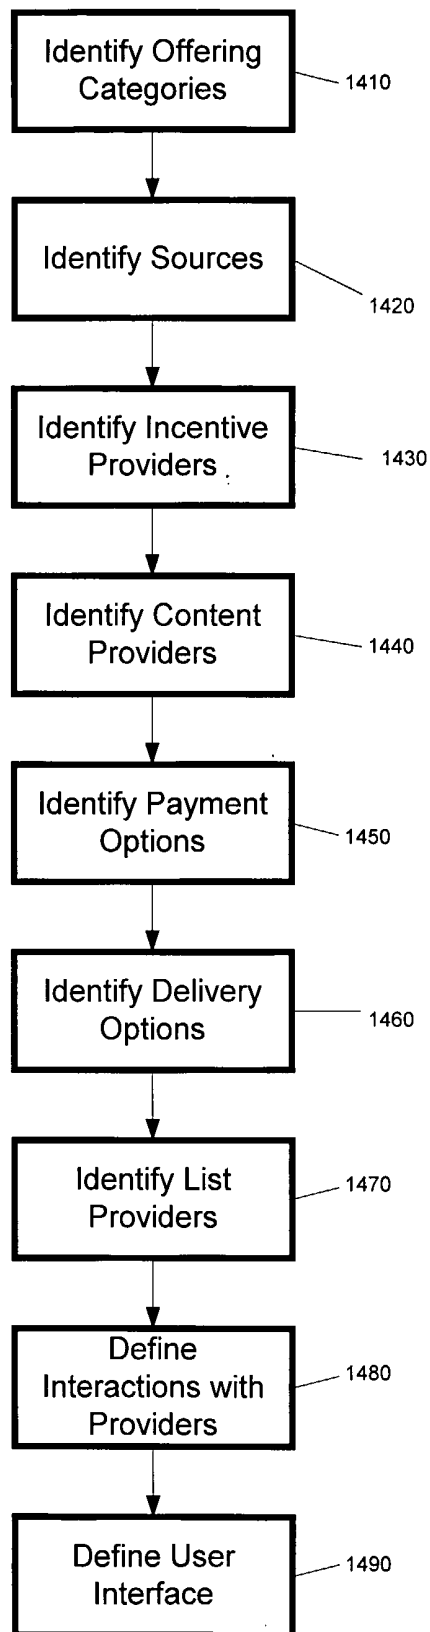 Identify Offering
Categories
1410
Identify Sources
1420
Identify Incentive
Providers
1430
Identify Content
Providers
1440
Identify Payment
Options
1450
Identify Delivery
Options
1460
Identify List
Providers
1470
Define
Interactions with
Providers
1480
Define User
Interface
1490